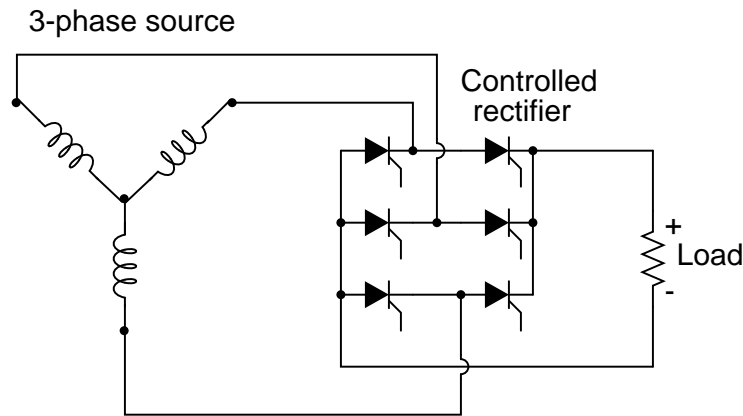 3-phase source
Controlled
rectifier
+
Load
-